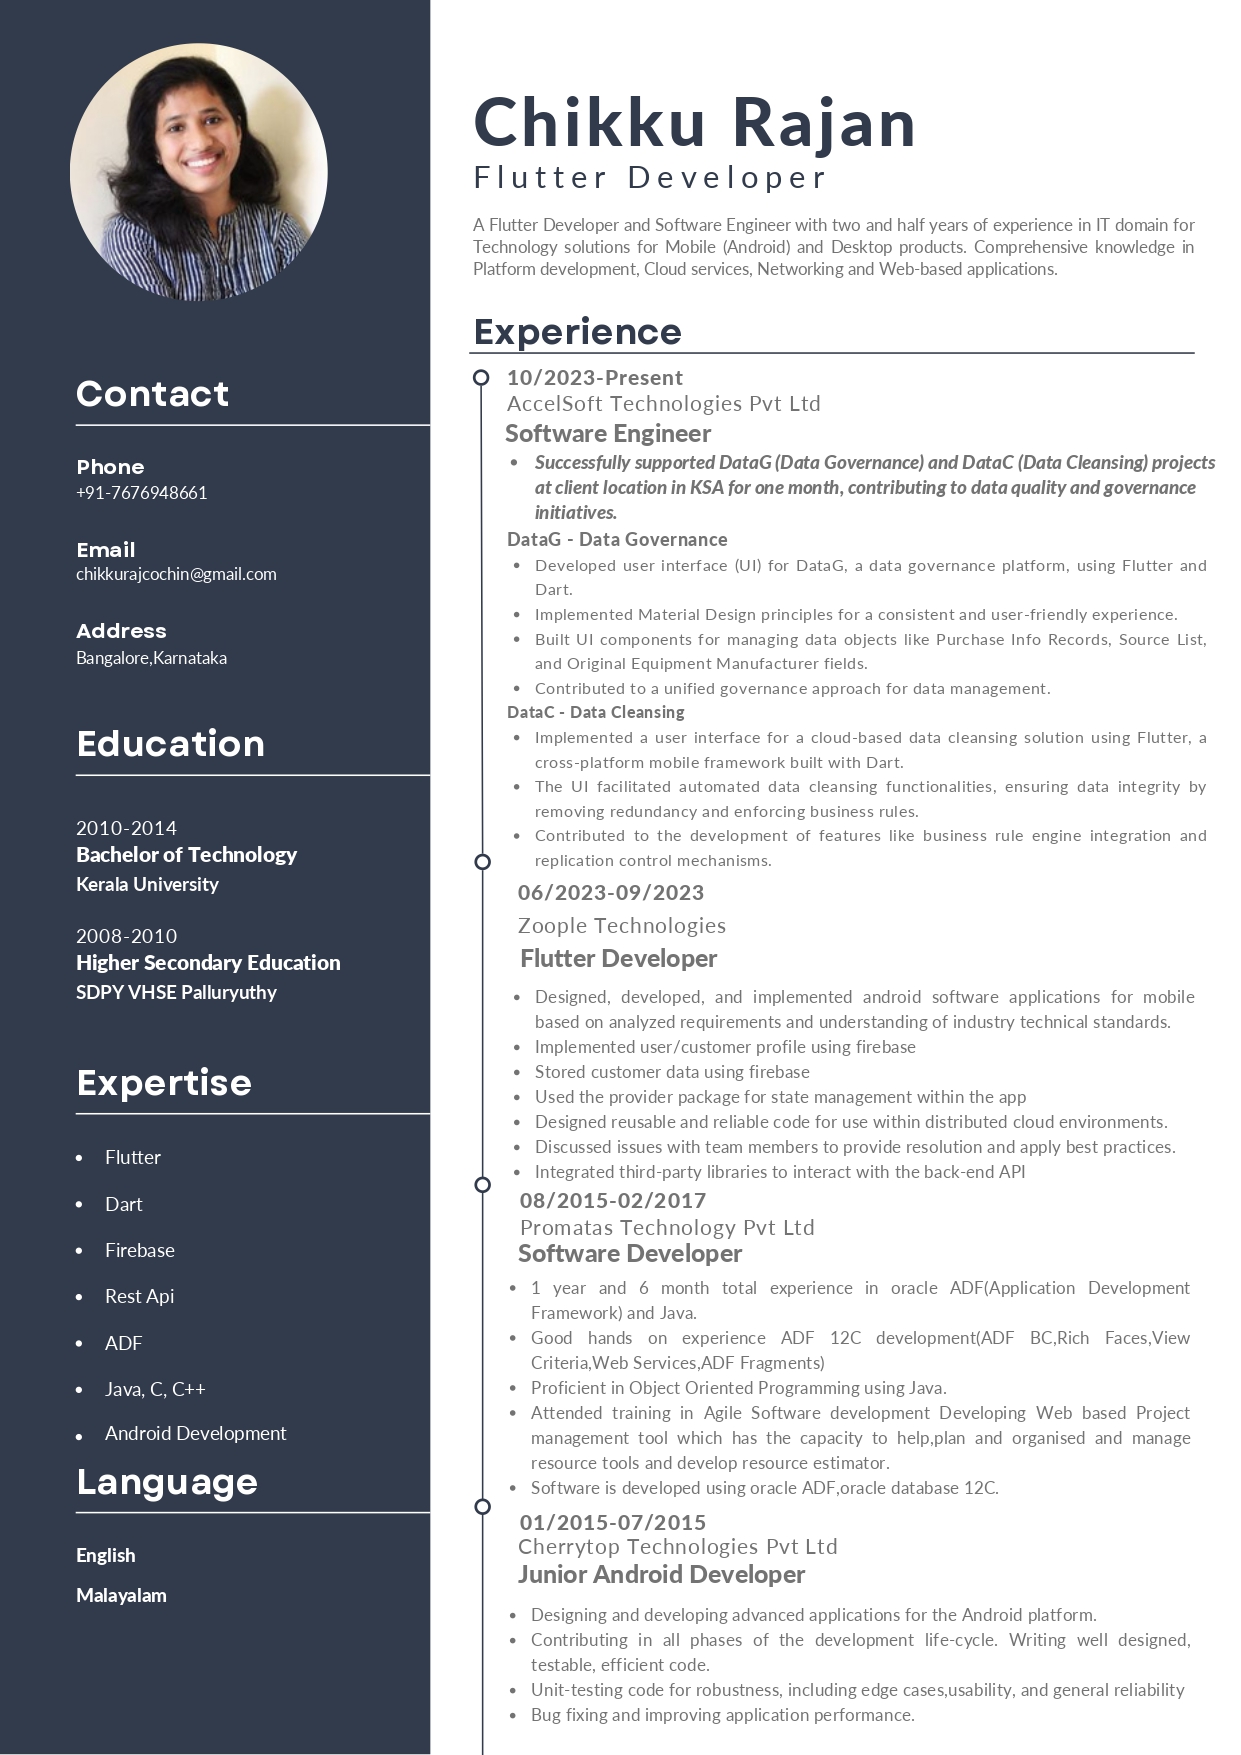 Contact
Phone
+91-7676948661
Email
chikkurajcochin@gmail.com
Address
Bangalore,Karnataka
Education
2010-2014
Bachelor of Technology
Kerala University
2008-2010
Higher Secondary Education
SDPY VHSE Palluryuthy
Expertise
• Flutter
• Dart
• Firebase
• Rest Api
• ADF
• Java, C, C++
• Android Development
Language
English
Malayalam
Chikku Rajan
Flutter Developer
A Flutter Developer and Software Engineer with two and half years of experience in IT domain for
Technology solutions for Mobile (Android) and Desktop products. Comprehensive knowledge in
Platform development, Cloud services, Networking and Web-based applications.
Experience
10/2023-Present
AccelSoft Technologies Pvt Ltd
Software Engineer
• Successfully supported DataG (Data Governance) and DataC (Data Cleansing) projects
at client location in KSA for one month, contributing to data quality and governance
initiatives.
DataG - Data Governance
• Developed user interface (UI) for DataG, a data governance platform, using Flutter and
Dart.
• Implemented Material Design principles for a consistent and user-friendly experience.
• Built UI components for managing data objects like Purchase Info Records, Source List,
and Original Equipment Manufacturer fields.
• Contributed to a unified governance approach for data management.
DataC - Data Cleansing
• Implemented a user interface for a cloud-based data cleansing solution using Flutter, a
cross-platform mobile framework built with Dart.
• The UI facilitated automated data cleansing functionalities, ensuring data integrity by
removing redundancy and enforcing business rules.
• Contributed to the development of features like business rule engine integration and
replication control mechanisms.
06/2023-09/2023
Zoople Technologies
Flutter Developer
• Designed, developed, and implemented android software applications for mobile
based on analyzed requirements and understanding of industry technical standards.
• Implemented user/customer profile using firebase
• Stored customer data using firebase
• Used the provider package for state management within the app
• Designed reusable and reliable code for use within distributed cloud environments.
• Discussed issues with team members to provide resolution and apply best practices.
• Integrated third-party libraries to interact with the back-end API
08/2015-02/2017
Promatas Technology Pvt Ltd
Software Developer
• 1 year and 6 month total experience in oracle ADF(Application Development
Framework) and Java.
• Good hands on experience ADF 12C development(ADF BC,Rich Faces,View
Criteria,Web Services,ADF Fragments)
• Proficient in Object Oriented Programming using Java.
• Attended training in Agile Software development Developing Web based Project
management tool which has the capacity to help,plan and organised and manage
resource tools and develop resource estimator.
• Software is developed using oracle ADF,oracle database 12C.
01/2015-07/2015
Cherrytop Technologies Pvt Ltd
Junior Android Developer
• Designing and developing advanced applications for the Android platform.
• Contributing in all phases of the development life-cycle. Writing well designed,
testable, efficient code.
• Unit-testing code for robustness, including edge cases,usability, and general reliability
• Bug fixing and improving application performance.